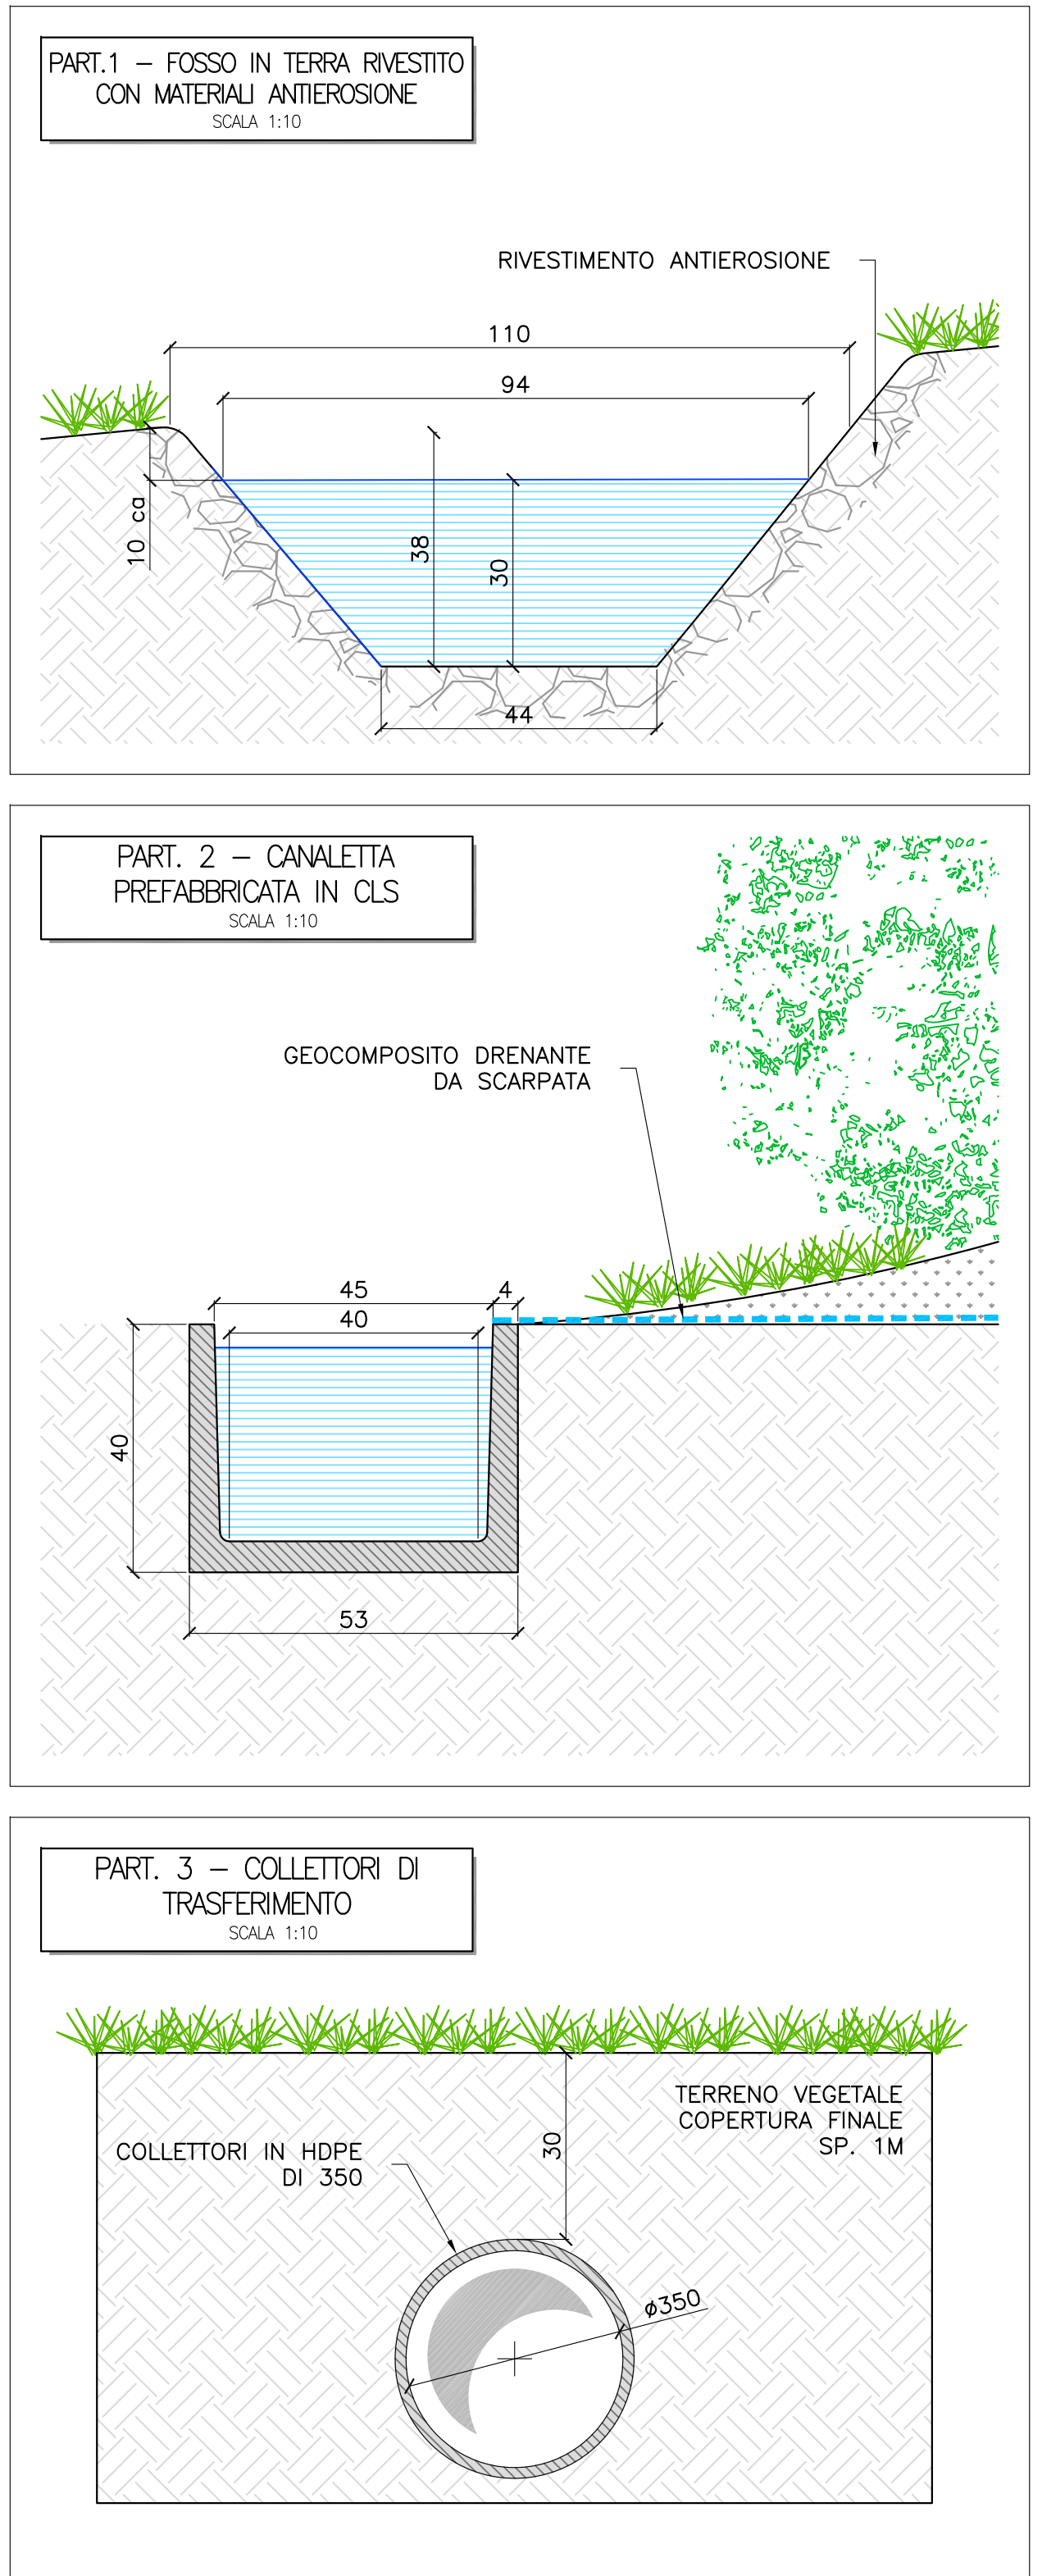 PART.1 – FOSSO IN TERRA RIVESTITO
CON MATERIALI ANTIEROSIONE
SCALA 1:10
RIVESTIMENTO ANTIEROSIONE
110
94
10 ca
38
30
44
PART. 2 – CANALETTA
PREFABBRICATA IN CLS
SCALA 1:10
GEOCOMPOSITO DRENANTE
DA SCARPATA
45
4
40
40
53
PART. 3 – COLLETTORI DI
TRASFERIMENTO
SCALA 1:10
TERRENO VEGETALE
COPERTURA FINALE
SP. 1M
30
COLLETTORI IN HDPE
DI 350
ø350